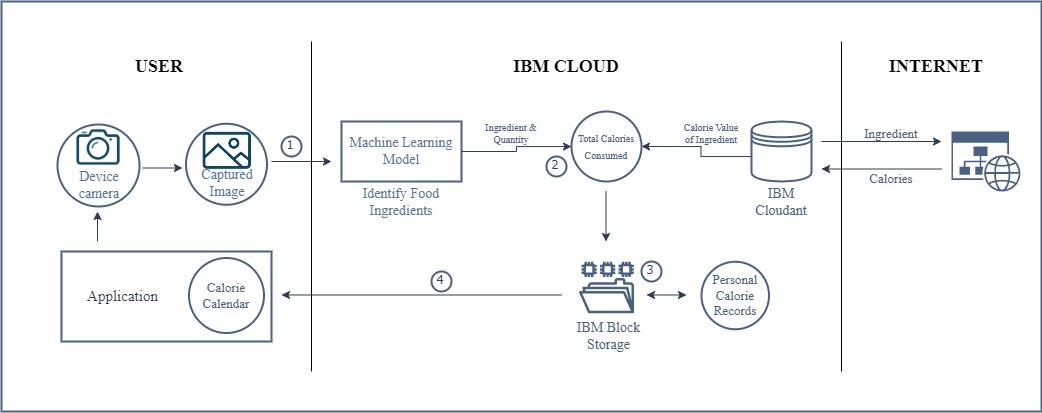 USER
IBM CLOUD
INTERNET
Device
camera
Captured
Image
1
Machine Learning
Model
Identify Food
Ingredients
Ingredient &
Quantity
2
Total Calories
Consumed
Calorie Value
of Ingredient
IBM
Cloudant
Ingredient
Calories
Application
Calorie
Calendar
4
3
IBM Block
Storage
Personal
Calorie
Records